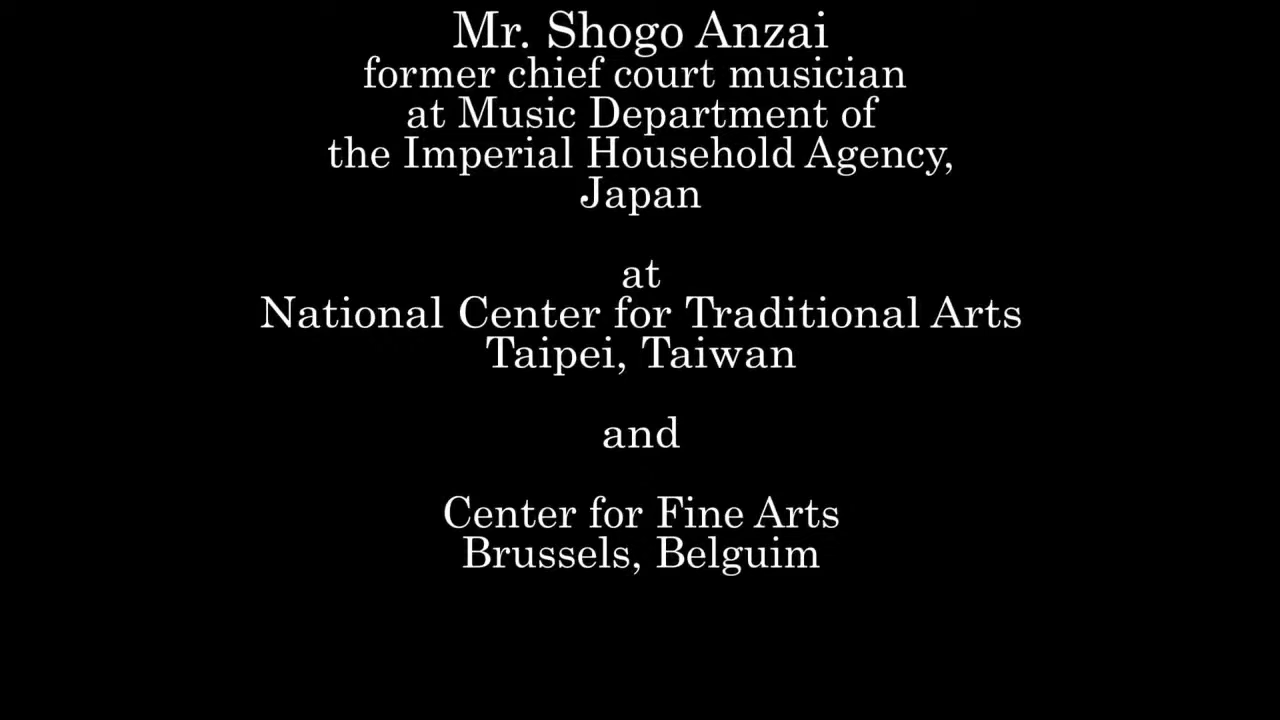 Mr. Shogo Anzai
former chief court musician
at Music Department of
the Imperial Household Agency,
Japan
at
National Center for Traditional Arts
Taipei, Taiwan
and
Center for Fine Arts
Brussels, Belguim